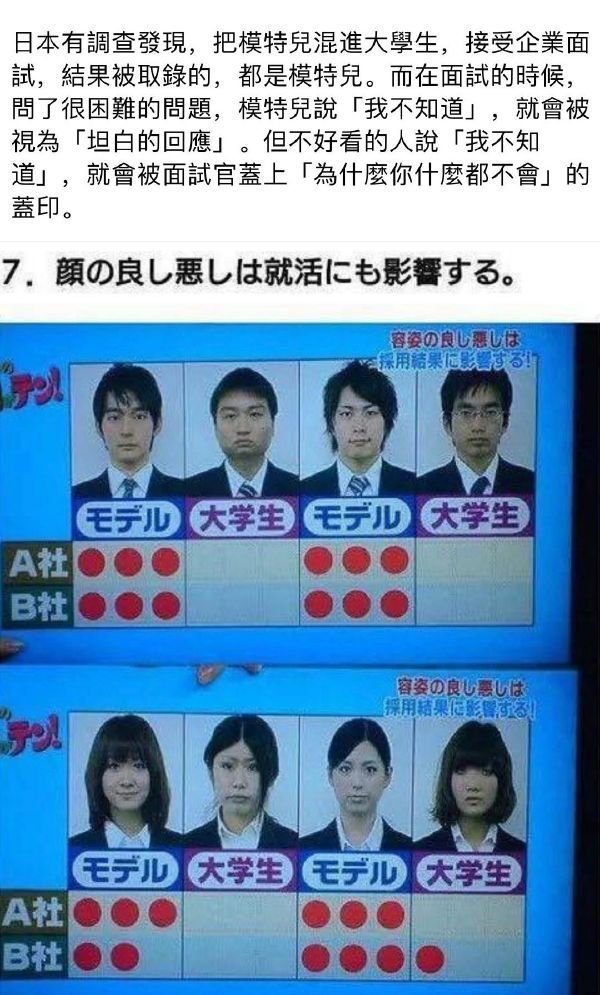 日本有調查發現，把模特兒混進大學生，接受企業面
試，結果被取錄的，都是模特兒。而在面試的時候，
問了很困難的問題，模特兒說「我不知道」，就會被
視為「坦白的回應」。但不好看的人說「我不知
道」，就會被面試官蓋上「為什麼你什麼都不會」的
蓋印。
7．顔の良し悪しは就活にも影響する。
容姿の良し悪しは
採用結果に影響する!
の
テン!
モデル 大学生 モデル 大学生
A社
B社
容姿の良し悪しは
採用結果に影響する!
の
テン!
モデル 大学生 モデル 大学生
A社
B社